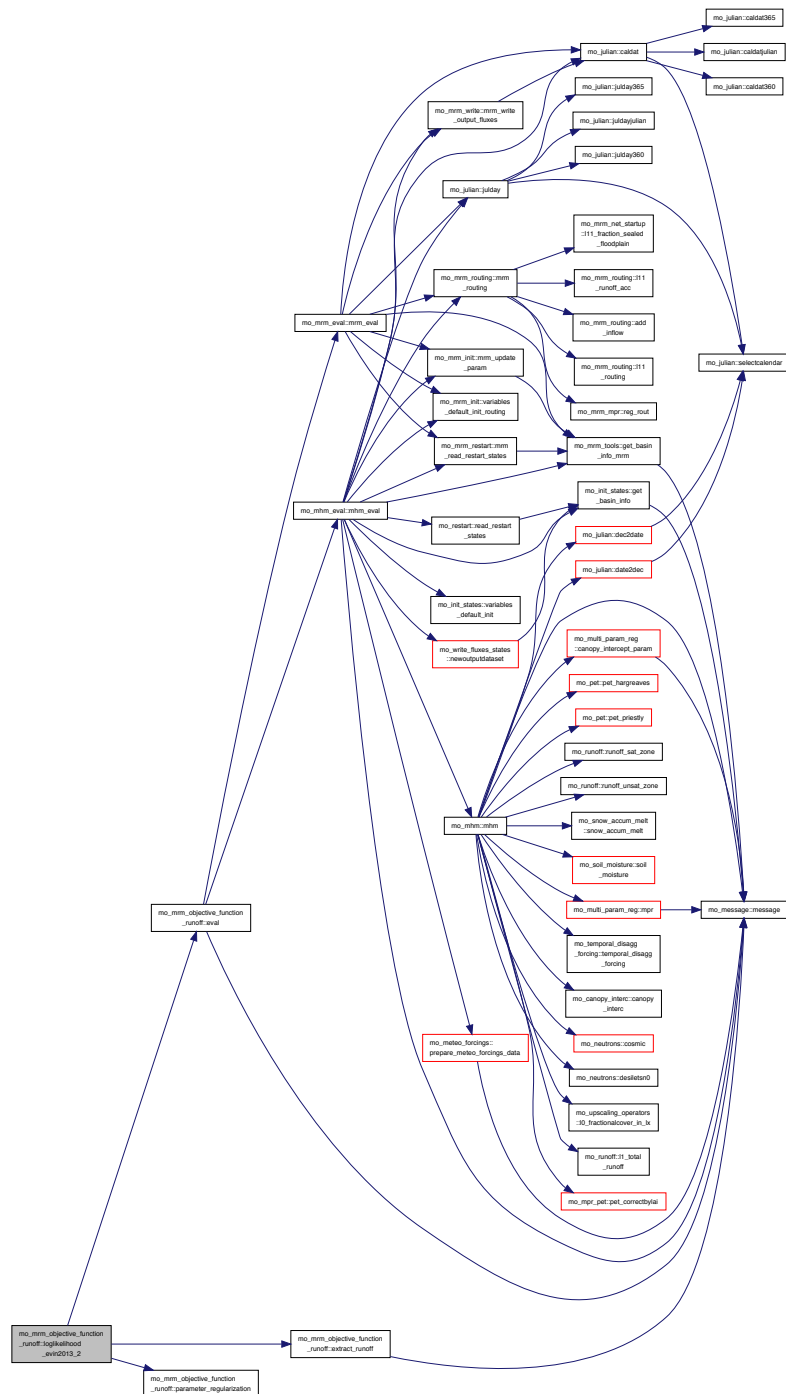 mo_julian::caldat365
mo_julian::caldat
mo_julian::caldatjulian
mo_julian::caldat360
mo_julian::julday365
mo_mrm_write::mrm_write
_output_fluxes
mo_julian::juldayjulian
mo_julian::julday360
mo_julian::julday
mo_mrm_net_startup
::l11_fraction_sealed
_floodplain
mo_mrm_routing::mrm
_routing
mo_mrm_routing::l11
_runoff_acc
mo_mrm_eval::mrm_eval
mo_mrm_routing::add
_inflow
mo_mrm_init::mrm_update
_param
mo_mrm_routing::l11
_routing
mo_julian::selectcalendar
mo_mrm_init::variables
_default_init_routing
mo_mrm_mpr::reg_rout
mo_mrm_restart::mrm
_read_restart_states
mo_mrm_tools::get_basin
_info_mrm
mo_mhm_eval::mhm_eval
mo_init_states::get
_basin_info
mo_restart::read_restart
_states
mo_julian::dec2date
mo_julian::date2dec
mo_init_states::variables
_default_init
mo_write_fluxes_states
::newoutputdataset
mo_multi_param_reg
::canopy_intercept_param
mo_pet::pet_hargreaves
mo_pet::pet_priestly
mo_runoff::runoff_sat_zone
mo_runoff::runoff_unsat_zone
mo_mhm::mhm
mo_snow_accum_melt
::snow_accum_melt
mo_soil_moisture::soil
_moisture
mo_multi_param_reg::mpr
mo_message::message
mo_mrm_objective_function
_runoff::eval
mo_temporal_disagg
_forcing::temporal_disagg
_forcing
mo_canopy_interc::canopy
_interc
mo_meteo_forcings::
prepare_meteo_forcings_data
mo_neutrons::cosmic
mo_neutrons::desiletsn0
mo_upscaling_operators
::l0_fractionalcover_in_lx
mo_runoff::l1_total
_runoff
mo_mpr_pet::pet_correctbylai
mo_mrm_objective_function
_runoff::loglikelihood
_evin2013_2
mo_mrm_objective_function
_runoff::extract_runoff
mo_mrm_objective_function
_runoff::parameter_regularization